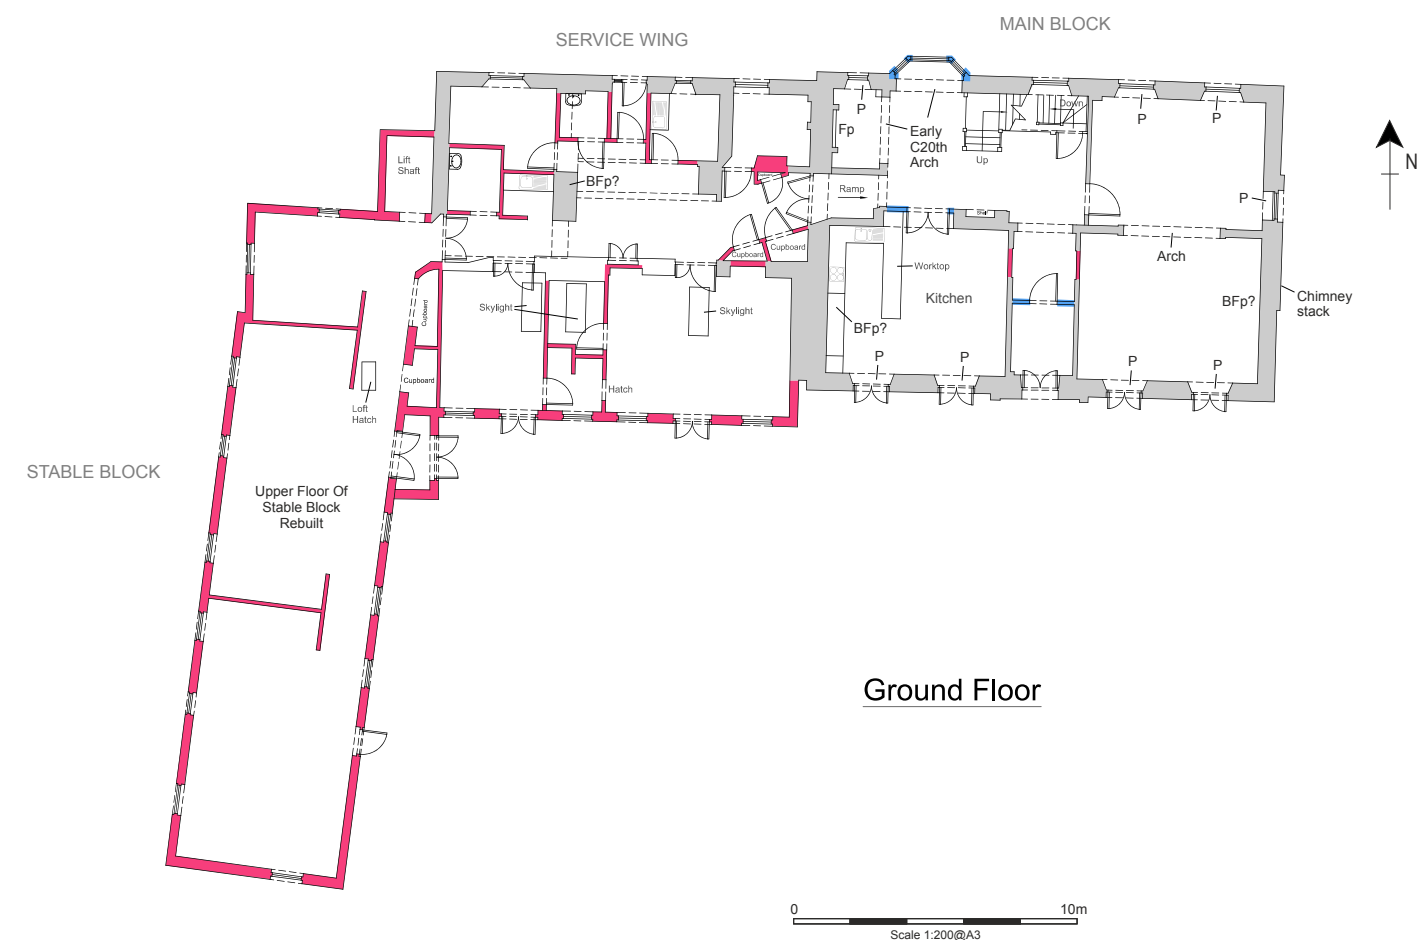 MAIN BLOCK
SERVICE WING
Down
P
P
P
Fp
Early
C20th
Arch
Up
Lift
Shaft
BFp?
Ramp
P
Shelf
Cupboard
Cupboard
Arch
Worktop
Kitchen
Skylight
Skylight
Cupboard
BFp?
Chimney
stack
BFp?
P
P
P
P
Cupboard
Hatch
Loft
Hatch
N
STABLE BLOCK
Upper Floor Of
Stable Block
Rebuilt
Ground Floor
0
10m
Scale 1:200@A3